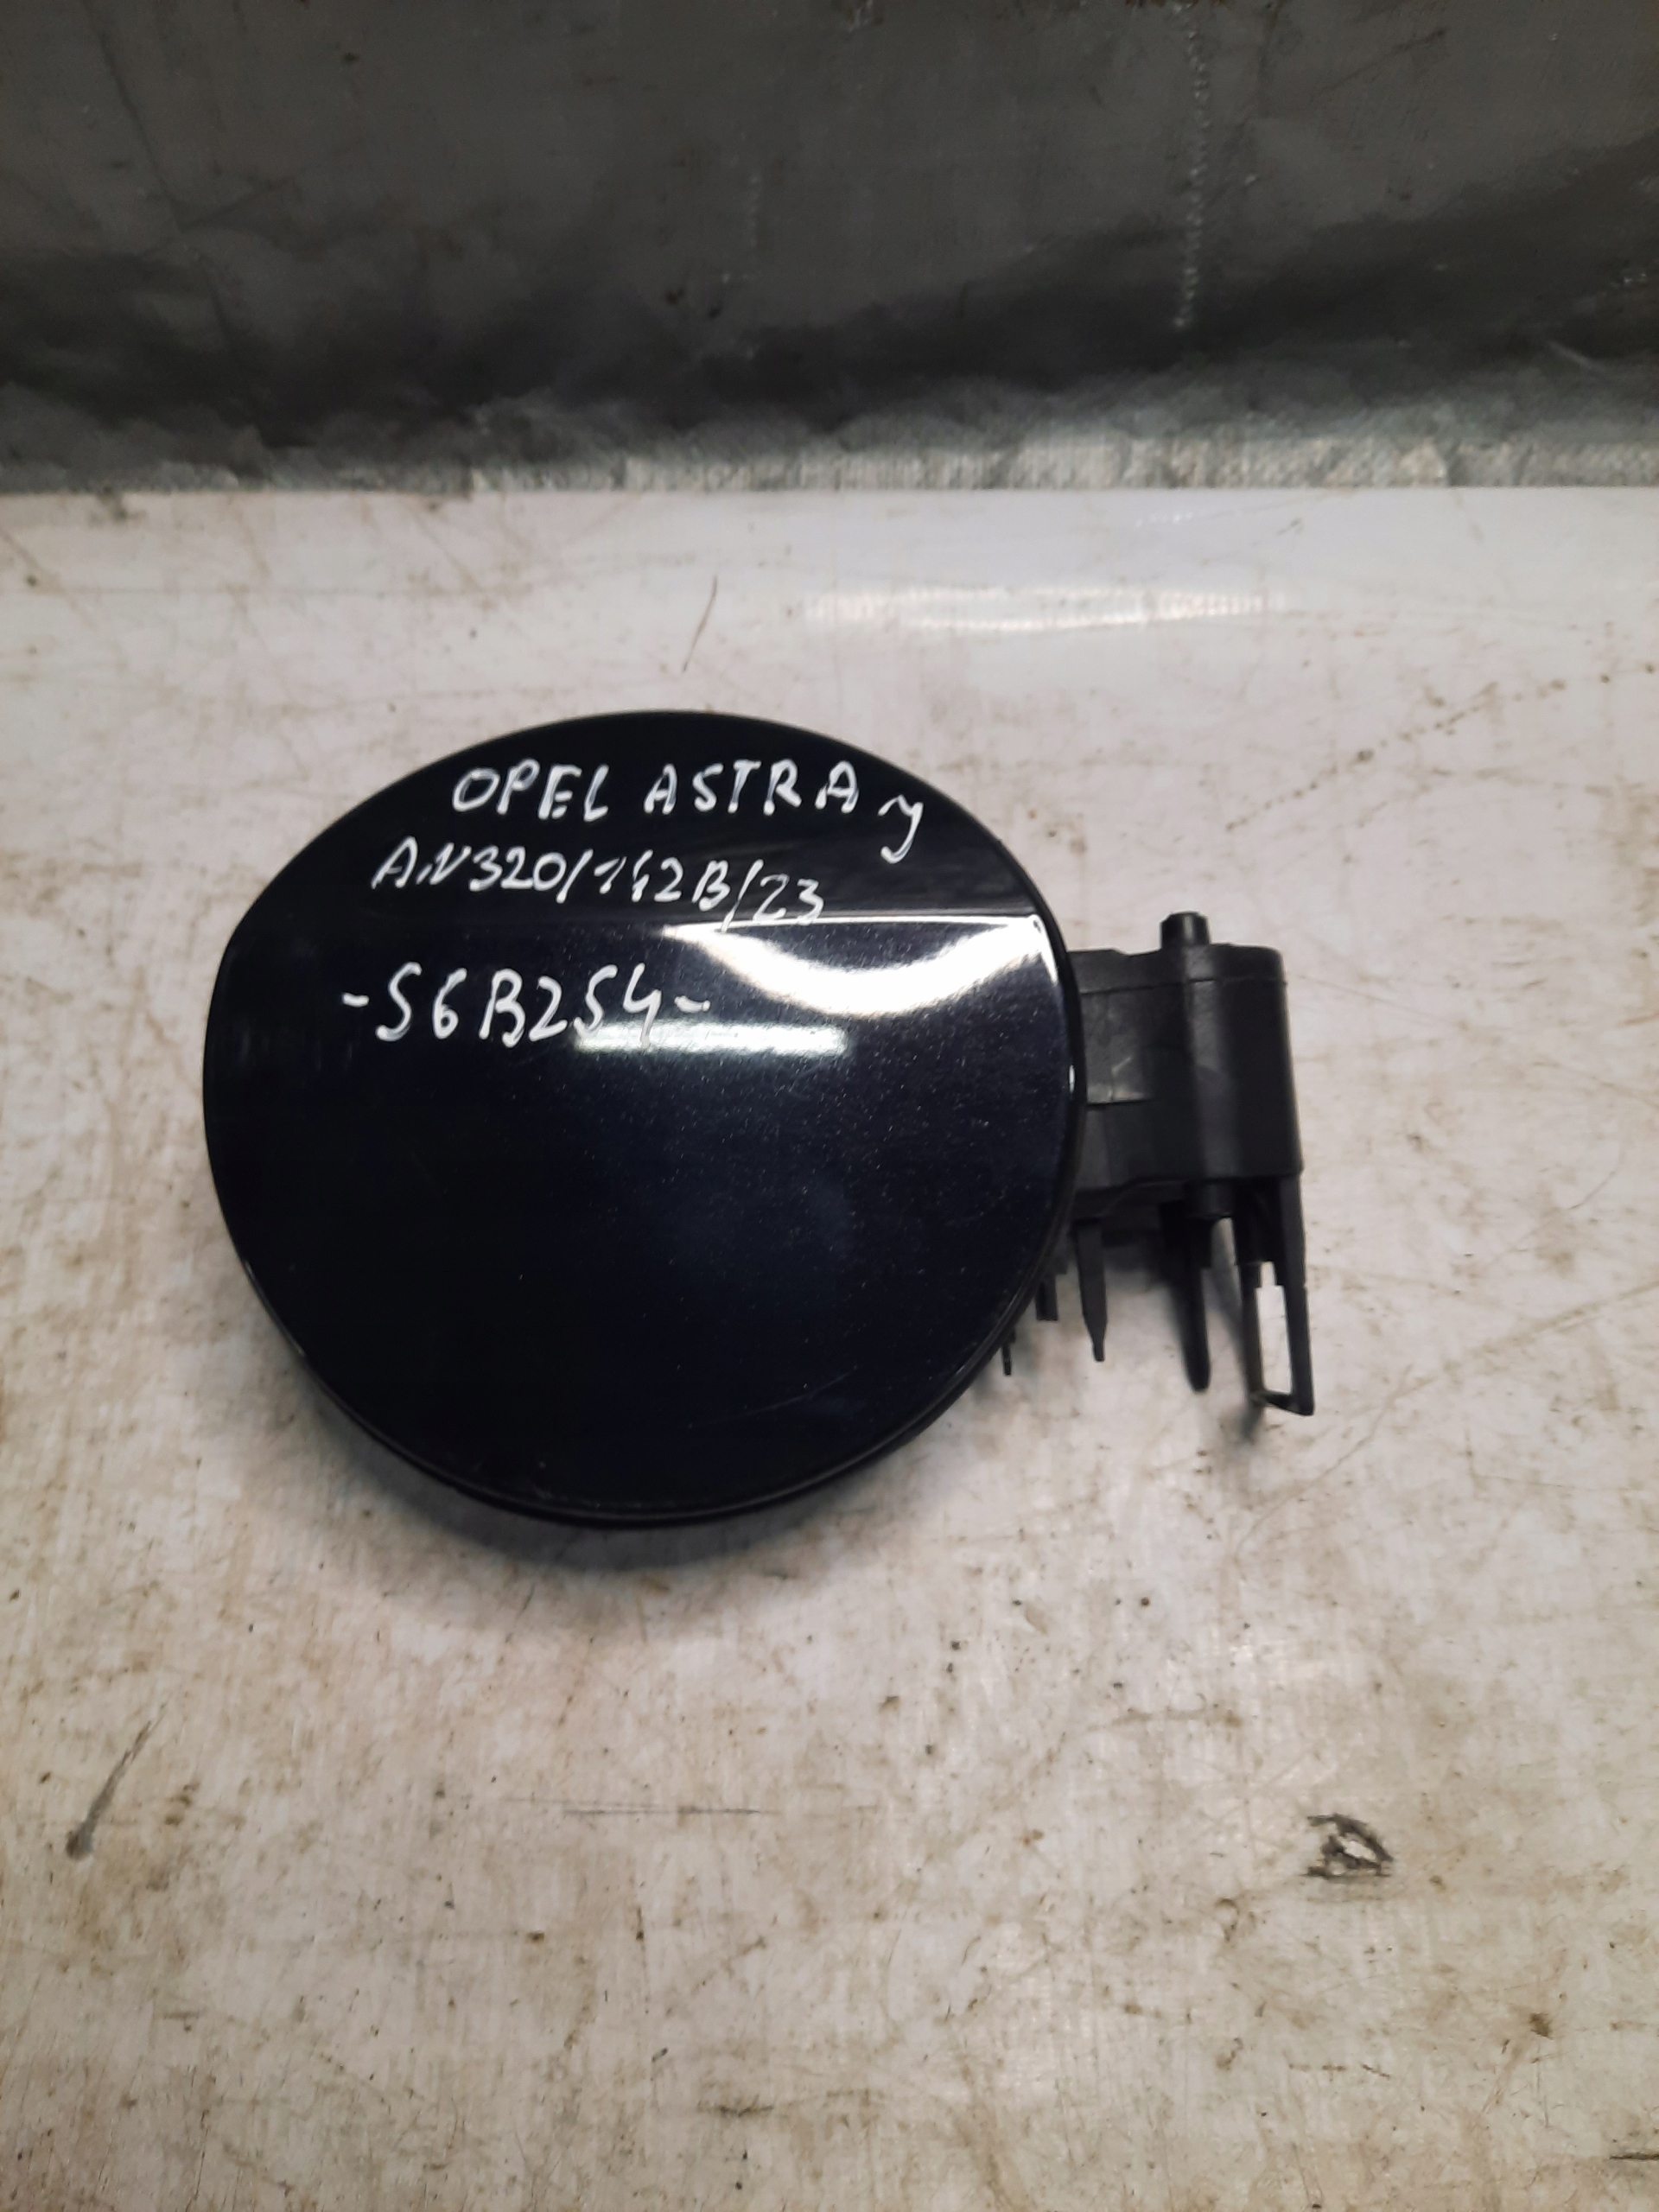 OPEL ASTRA J
AN320/142B/23
-S6B254-